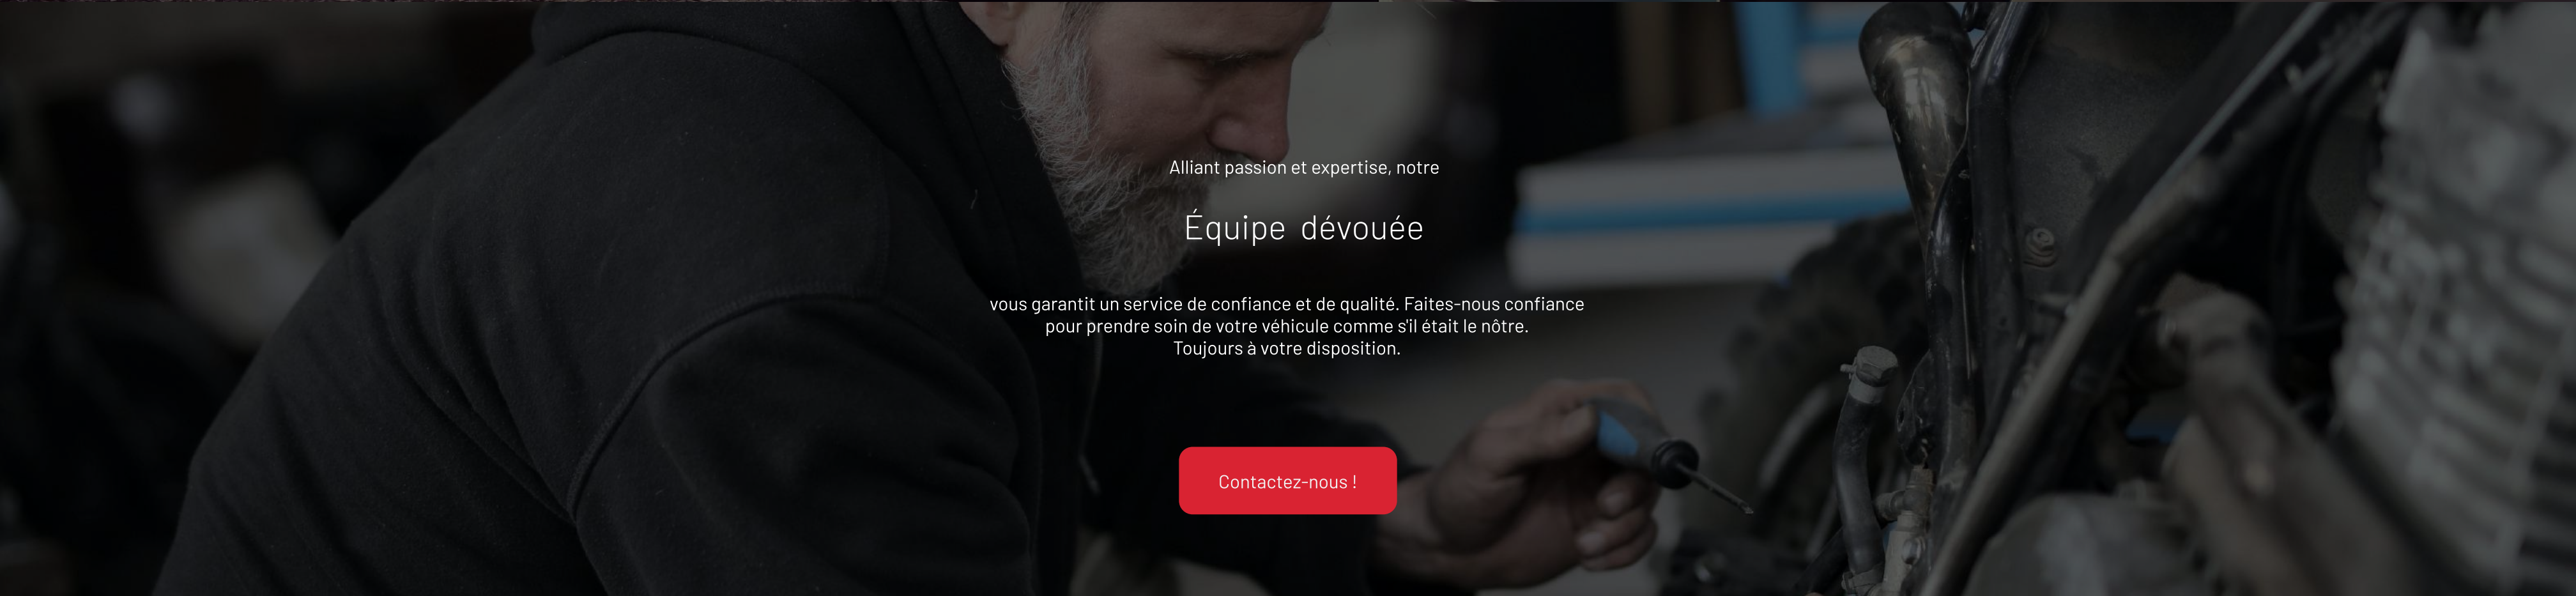 Alliant passion et expertise, notre
Équipe dévouée
vous garantit un service de confiance et de qualité. Faites-nous confiance
pour prendre soin de votre véhicule comme s'il était le nôtre.
Toujours à votre disposition.
Contactez-nous !